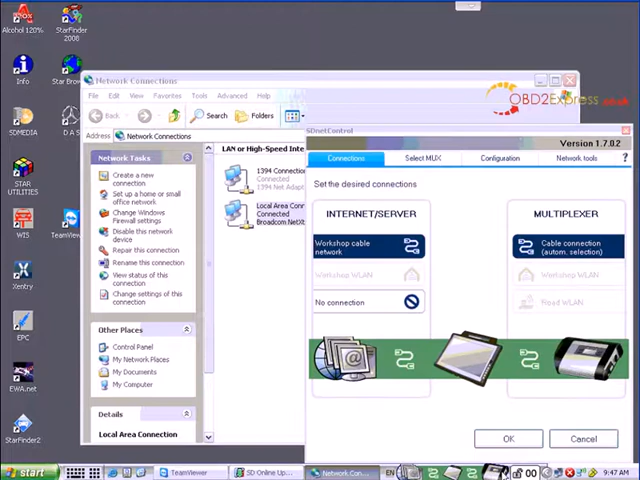 Alcohol 120%
StarFinder
2008
Info
Star Brow
SDMEDIA
D A S
STAR
UTILITIES
WIS
TeamView
Xentry
EPC
EWA.net
StarFinder2
Network Connections
File
Edit
View
Favorites
Tools
Advanced
Help
Back
Search
Folders
Address
Network Connections
Network Tasks
Create a new
connection
Set up a home or small
office network
Change Windows
Firewall settings
Disable this network
device
Repair this connection
Rename this connection
View status of this
connection
Change settings of this
connection
Other Places
Control Panel
My Network Places
My Documents
My Computer
Details
Local Area Connection
LAN or High-Speed Inte
1394 Connection
Connected
1394 Net Adap
Local Area Conn
Connected
Broadcom NetXt
OBD2Express.co.uk
SDnetControl
Version 1.7.0.2
Connections
Select MUX
Configuration
Network tools
?
Set the desired connections
INTERNET/SERVER
Workshop cable
network
Workshop WLAN
No connection
MULTIPLEXER
Cable connection
(autom. selection)
Workshop WLAN
Road WLAN
OK
Cancel
start
TeamViewer
SD Online Up...
Network Con...
EN
00
9:47 AM